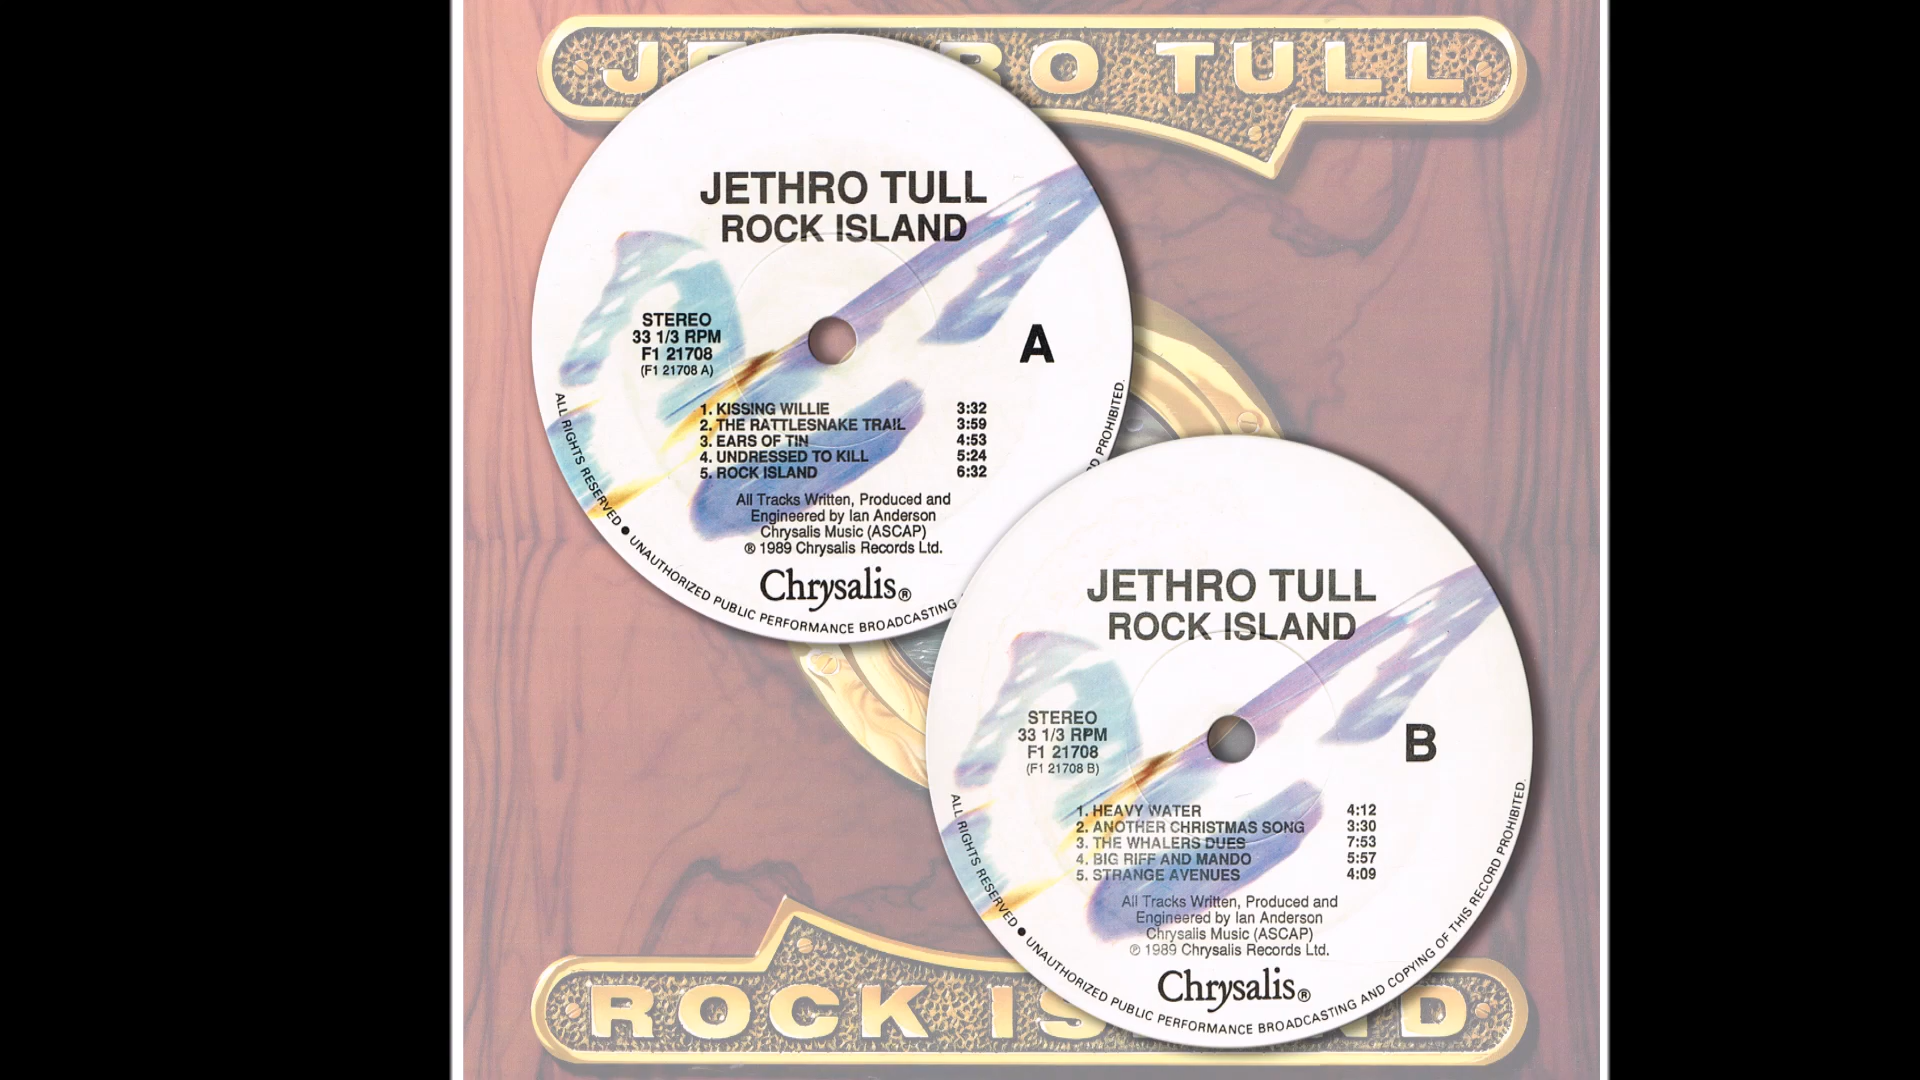 JETHRO TULL
JETHRO TULL
ROCK ISLAND
STEREO
33 1/3 RPM
F1 21708
(F1 21708 A)
A
1. KISSING WILLIE 3:32
2. THE RATTLESNAKE TRAIL 3:59
3. EARS OF TIN 4:53
4. UNDRESSED TO KILL 5:24
5. ROCK ISLAND 6:32
All Tracks Written, Produced and
Engineered by Ian Anderson
Chrysalis Music (ASCAP)
℗ 1989 Chrysalis Records Ltd.
Chrysalis®
ALL RIGHTS RESERVED ● UNAUTHORIZED PUBLIC PERFORMANCE BROADCASTING PROHIBITED.
JETHRO TULL
ROCK ISLAND
STEREO
33 1/3 RPM
F1 21708
(F1 21708 B)
B
1. HEAVY WATER 4:12
2. ANOTHER CHRISTMAS SONG 3:30
3. THE WHALERS DUES 7:53
4. BIG RIFF AND MANDO 5:57
5. STRANGE AVENUES 4:09
All Tracks Written, Produced and
Engineered by Ian Anderson
Chrysalis Music (ASCAP)
℗ 1989 Chrysalis Records Ltd.
Chrysalis®
ALL RIGHTS RESERVED ● UNAUTHORIZED PUBLIC PERFORMANCE BROADCASTING AND COPYING OF THIS RECORD PROHIBITED.
ROCK ISLAND